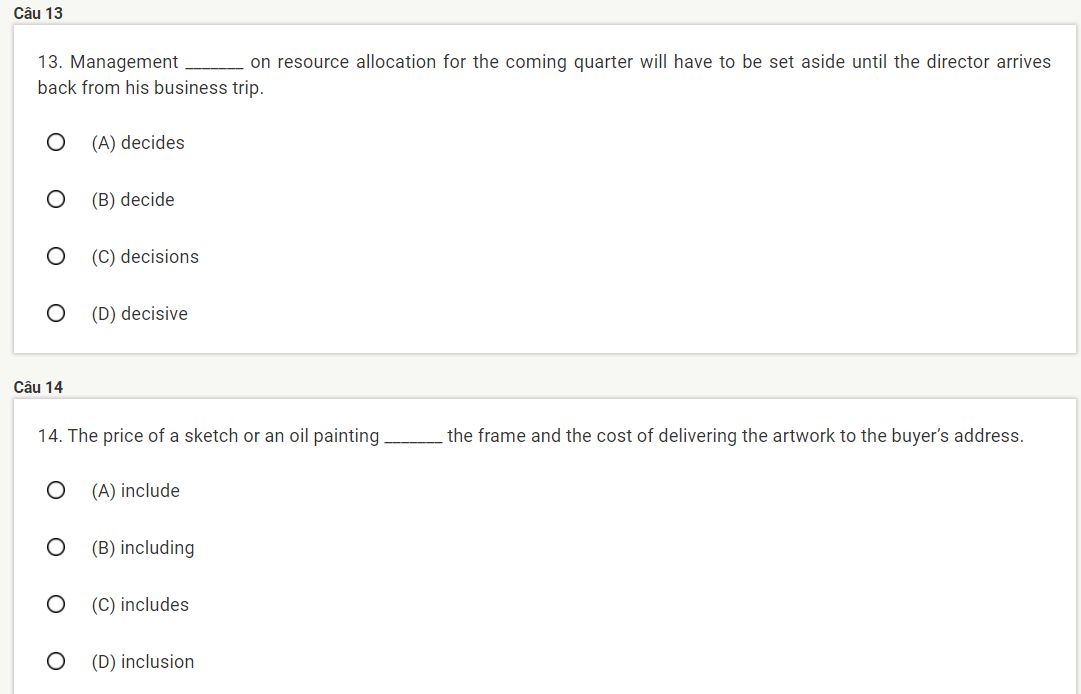 Câu 13
13. Management _______ on resource allocation for the coming quarter will have to be set aside until the director arrives
back from his business trip.
(A) decides
(B) decide
(C) decisions
(D) decisive
Câu 14
14. The price of a sketch or an oil painting _______ the frame and the cost of delivering the artwork to the buyer’s address.
(A) include
(B) including
(C) includes
(D) inclusion